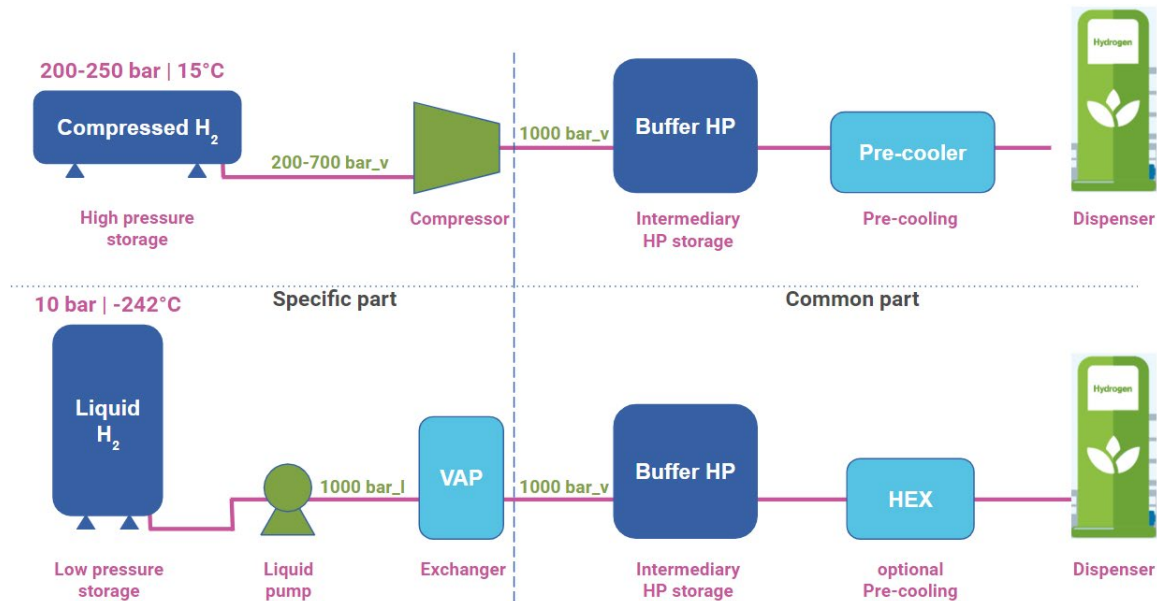 200-250 bar | 15°C
Compressed H₂
200-700 bar_v
1000 bar_v
Buffer HP
Pre-cooler
Hydrogen
High pressure
storage
Compressor
Intermediary
HP storage
Pre-cooling
Dispenser
Specific part
Common part
10 bar | -242°C
Liquid
H₂
1000 bar_l
VAP
1000 bar_v
Buffer HP
HEX
Hydrogen
Low pressure
storage
Liquid
pump
Exchanger
Intermediary
HP storage
optional
Pre-cooling
Dispenser